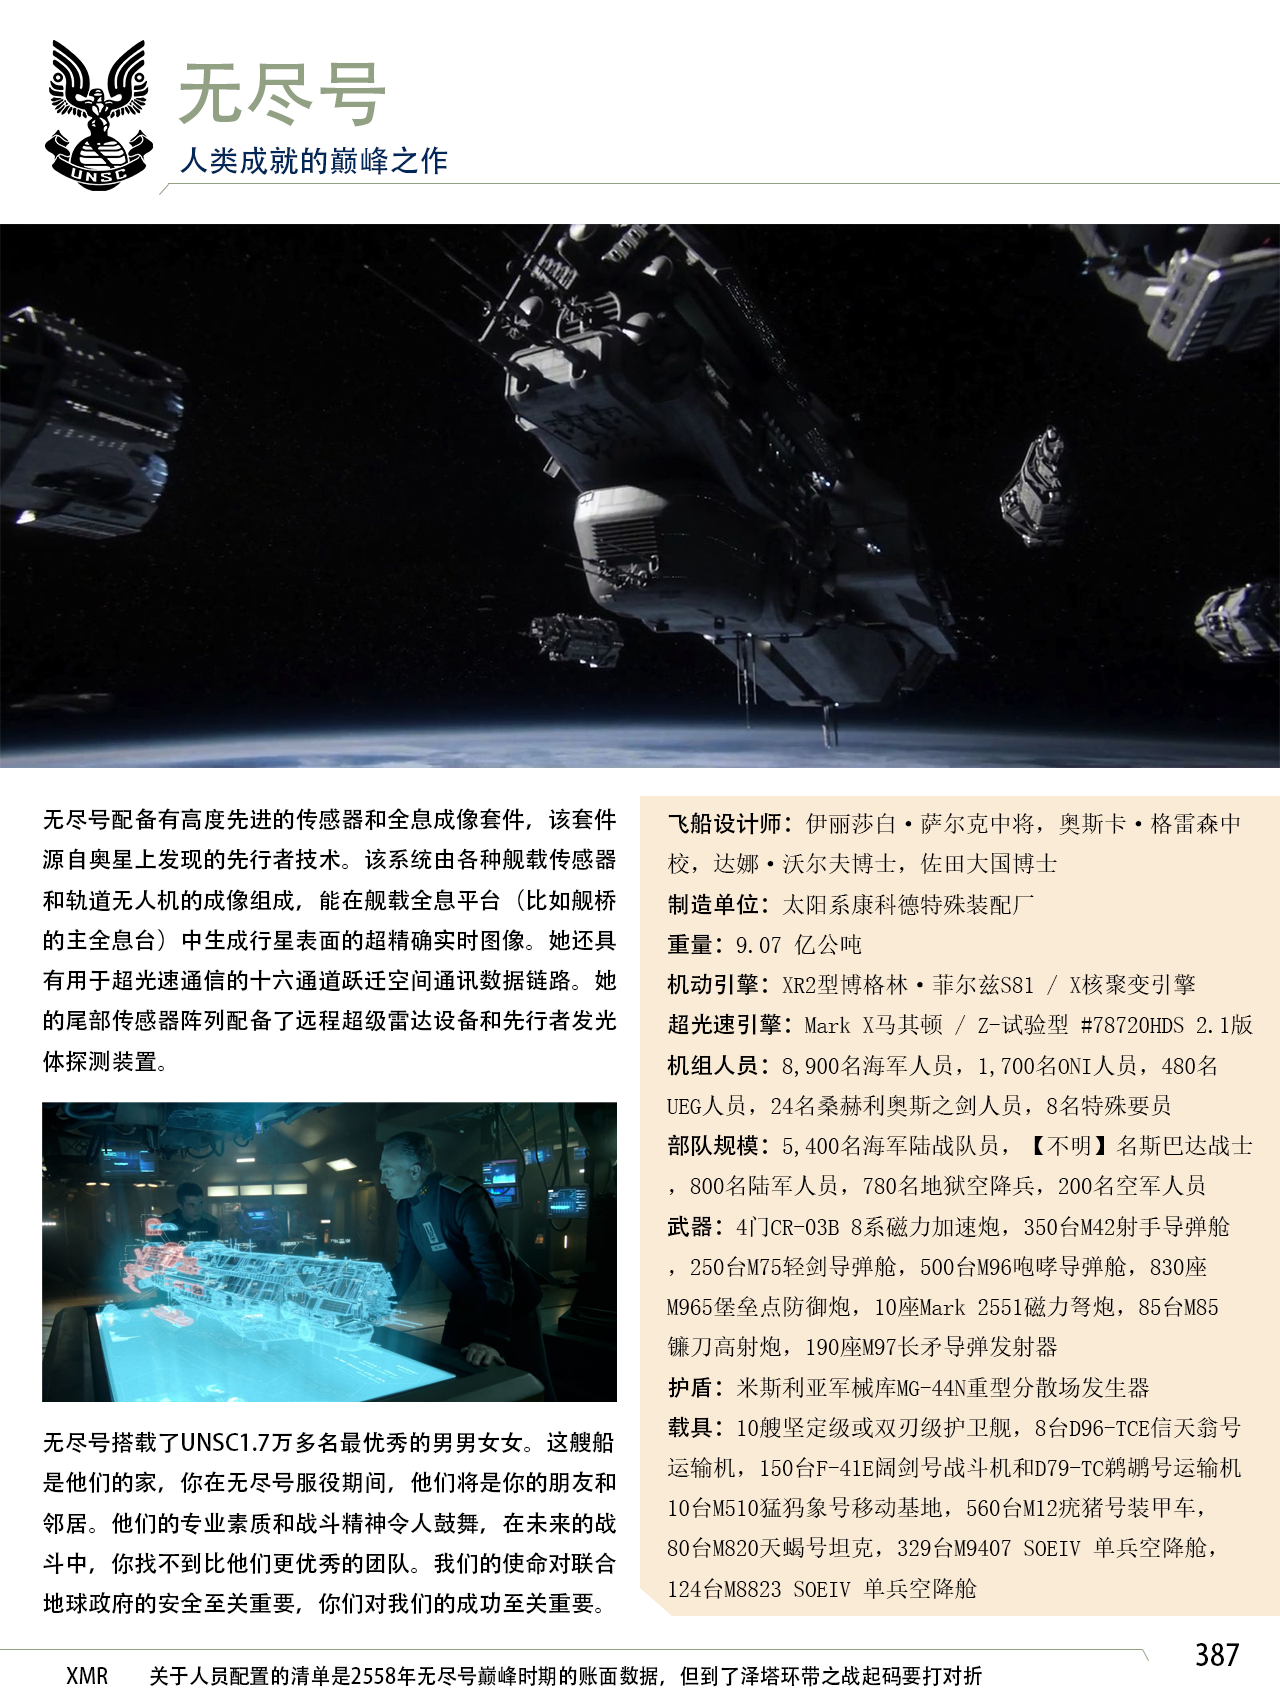 UNSC
无尽号
人类成就的巅峰之作
无尽号配备有高度先进的传感器和全息成像套件，该套件
源自奥星上发现的先行者技术。该系统由各种舰载传感器
和轨道无人机的成像组成，能在舰载全息平台（比如舰桥
的主全息台）中生成行星表面的超精确实时图像。她还具
有用于超光速通信的十六通道跃迁空间通讯数据链路。她
的尾部传感器阵列配备了远程超级雷达设备和先行者发光
体探测装置。
无尽号搭载了UNSC1.7万多名最优秀的男男女女。这艘船
是他们的家，你在无尽号服役期间，他们将是你的朋友和
邻居。他们的专业素质和战斗精神令人鼓舞，在未来的战
斗中，你找不到比他们更优秀的团队。我们的使命对联合
地球政府的安全至关重要，你们对我们的成功至关重要。
飞船设计师：伊丽莎白·萨尔克中将，奥斯卡·格雷森中
校，达娜·沃尔夫博士，佐田大国博士
制造单位：太阳系康科德特殊装配厂
重量：9.07 亿公吨
机动引擎：XR2型博格林·菲尔兹S81 / X核聚变引擎
超光速引擎：Mark X马其顿 / Z-试验型 #78720HDS 2.1版
机组人员：8,900名海军人员，1,700名ONI人员，480名
UEG人员，24名桑赫利奥斯之剑人员，8名特殊要员
部队规模：5,400名海军陆战队员，【不明】名斯巴达战士
，800名陆军人员，780名地狱空降兵，200名空军人员
武器：4门CR-03B 8系磁力加速炮，350台M42射手导弹舱
，250台M75轻剑导弹舱，500台M96咆哮导弹舱，830座
M965堡垒点防御炮，10座Mark 2551磁力弩炮，85台M85
镰刀高射炮，190座M97长矛导弹发射器
护盾：米斯利亚军械库MG-44N重型分散场发生器
载具：10艘坚定级或双刃级护卫舰，8台D96-TCE信天翁号
运输机，150台F-41E阔剑号战斗机和D79-TC鹈鹕号运输机
10台M510猛犸象号移动基地，560台M12疣猪号装甲车，
80台M820天蝎号坦克，329台M9407 SOEIV 单兵空降舱，
124台M8823 SOEIV 单兵空降舱
387
XMR 关于人员配置的清单是2558年无尽号巅峰时期的账面数据，但到了泽塔环带之战起码要打对折